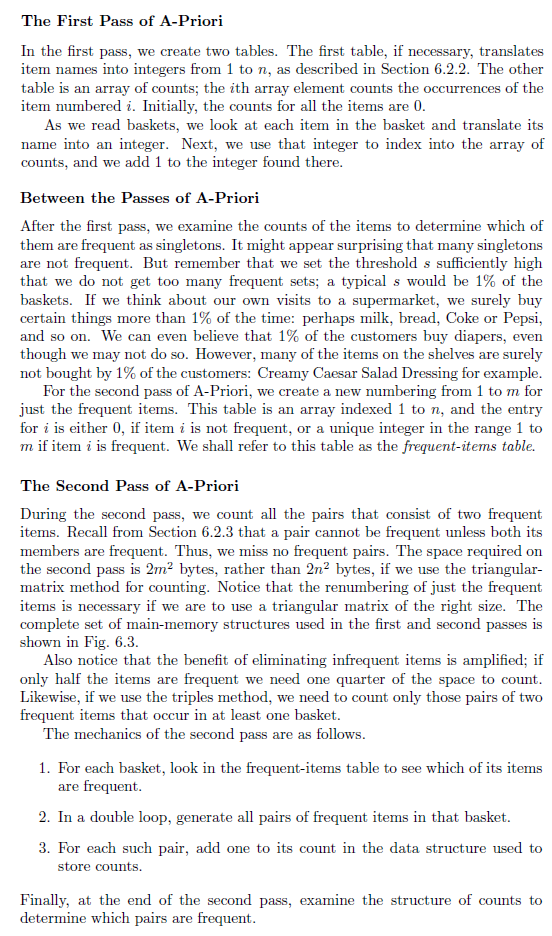 The First Pass of A-Priori
In the first pass, we create two tables. The first table, if necessary, translates
item names into integers from 1 to n, as described in Section 6.2.2. The other
table is an array of counts; the ith array element counts the occurrences of the
item numbered i. Initially, the counts for all the items are 0.
As we read baskets, we look at each item in the basket and translate its
name into an integer. Next, we use that integer to index into the array of
counts, and we add 1 to the integer found there.
Between the Passes of A-Priori
After the first pass, we examine the counts of the items to determine which of
them are frequent as singletons. It might appear surprising that many singletons
are not frequent. But remember that we set the threshold s sufficiently high
that we do not get too many frequent sets; a typical s would be 1% of the
baskets. If we think about our own visits to a supermarket, we surely buy
certain things more than 1% of the time: perhaps milk, bread, Coke or Pepsi,
and so on. We can even believe that 1% of the customers buy diapers, even
though we may not do so. However, many of the items on the shelves are surely
not bought by 1% of the customers: Creamy Caesar Salad Dressing for example.
For the second pass of A-Priori, we create a new numbering from 1 to m for
just the frequent items. This table is an array indexed 1 to n, and the entry
for i is either 0, if item i is not frequent, or a unique integer in the range 1 to
m if item i is frequent. We shall refer to this table as the frequent-items table.
The Second Pass of A-Priori
During the second pass, we count all the pairs that consist of two frequent
items. Recall from Section 6.2.3 that a pair cannot be frequent unless both its
members are frequent. Thus, we miss no frequent pairs. The space required on
the second pass is 2m² bytes, rather than 2n² bytes, if we use the triangular-
matrix method for counting. Notice that the renumbering of just the frequent
items is necessary if we are to use a triangular matrix of the right size. The
complete set of main-memory structures used in the first and second passes is
shown in Fig. 6.3.
Also notice that the benefit of eliminating infrequent items is amplified; if
only half the items are frequent we need one quarter of the space to count.
Likewise, if we use the triples method, we need to count only those pairs of two
frequent items that occur in at least one basket.
The mechanics of the second pass are as follows.
1. For each basket, look in the frequent-items table to see which of its items
are frequent.
2. In a double loop, generate all pairs of frequent items in that basket.
3. For each such pair, add one to its count in the data structure used to
store counts.
Finally, at the end of the second pass, examine the structure of counts to
determine which pairs are frequent.